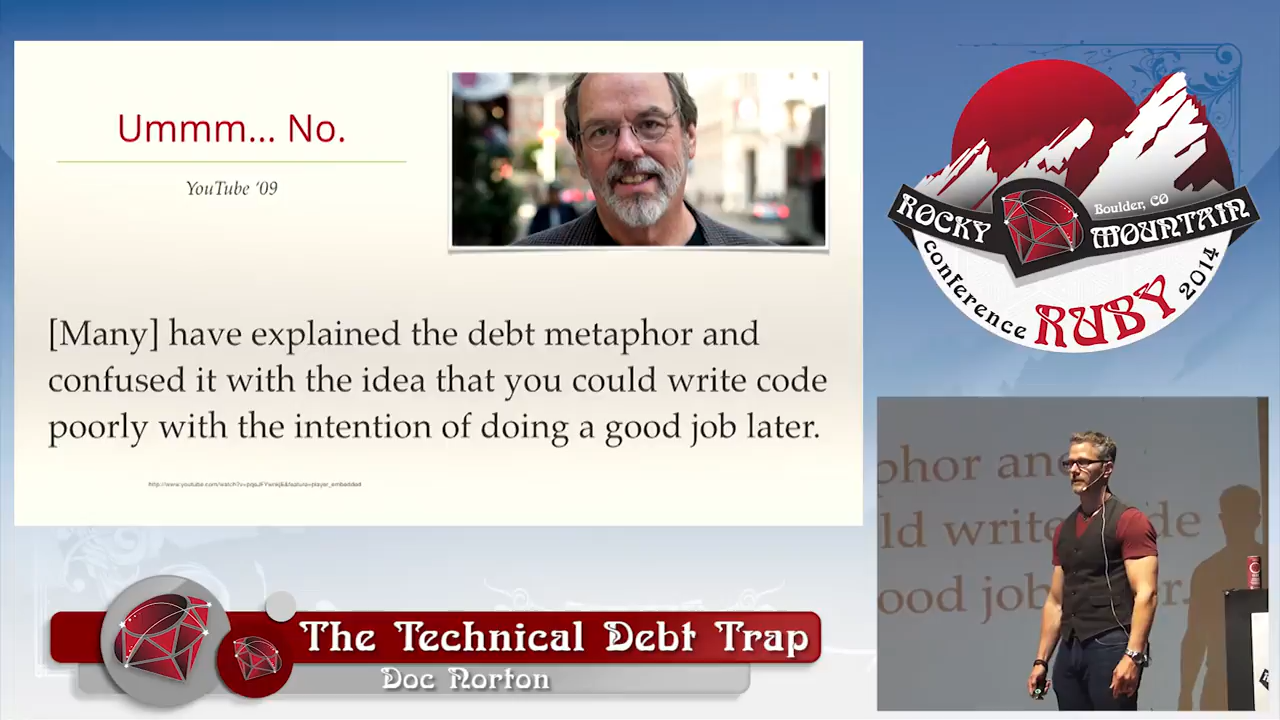 Ummm... No.
YouTube '09
[Many] have explained the debt metaphor and
confused it with the idea that you could write code
poorly with the intention of doing a good job later.
ROCKY MOUNTAIN
Boulder, CO
conference RUBY 2014
phor and
ld write de
ood job r.
The Technical Debt Trap
Doc Norton